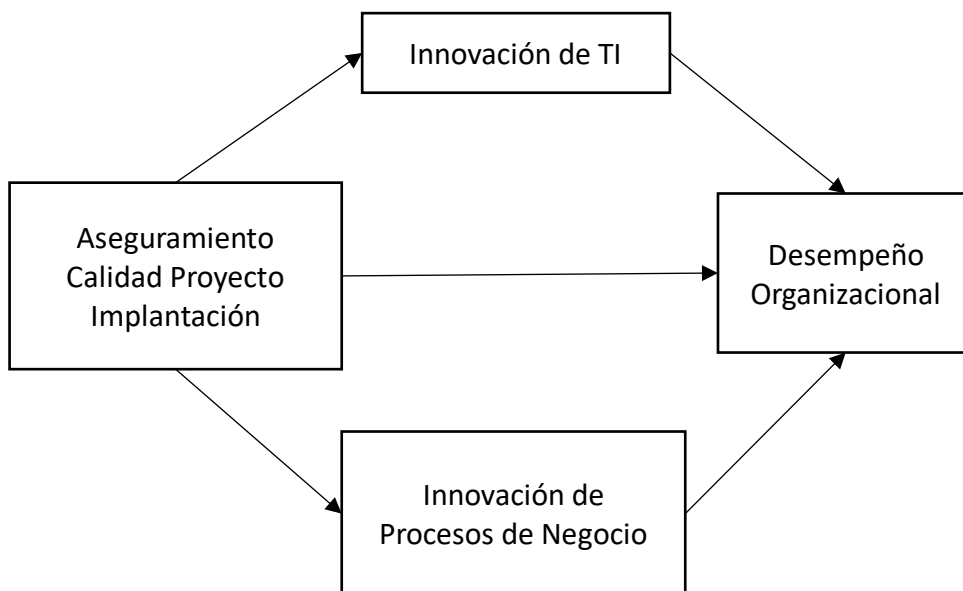 Innovación de TI
Aseguramiento
Calidad Proyecto
Implantación
Desempeño
Organizacional
Innovación de
Procesos de Negocio